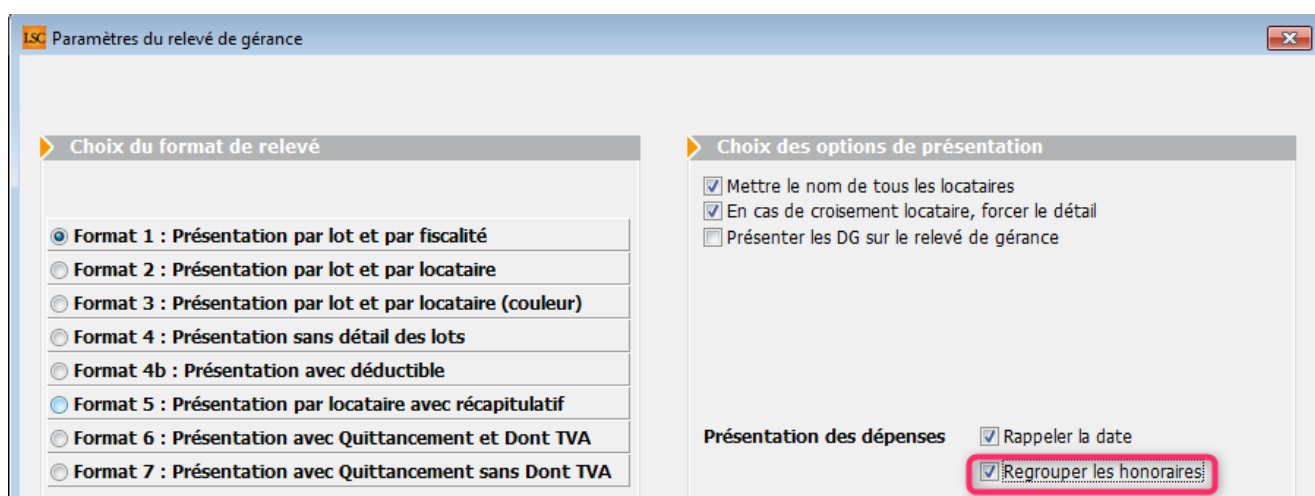 LSC Paramètres du relevé de gérance
Choix du format de relevé
Format 1 : Présentation par lot et par fiscalité
Format 2 : Présentation par lot et par locataire
Format 3 : Présentation par lot et par locataire (couleur)
Format 4 : Présentation sans détail des lots
Format 4b : Présentation avec déductible
Format 5 : Présentation par locataire avec récapitulatif
Format 6 : Présentation avec Quittancement et Dont TVA
Format 7 : Présentation avec Quittancement sans Dont TVA
Choix des options de présentation
Mettre le nom de tous les locataires
En cas de croisement locataire, forcer le détail
Présenter les DG sur le relevé de gérance
Présentation des dépenses Rappeler la date
Regrouper les honoraires